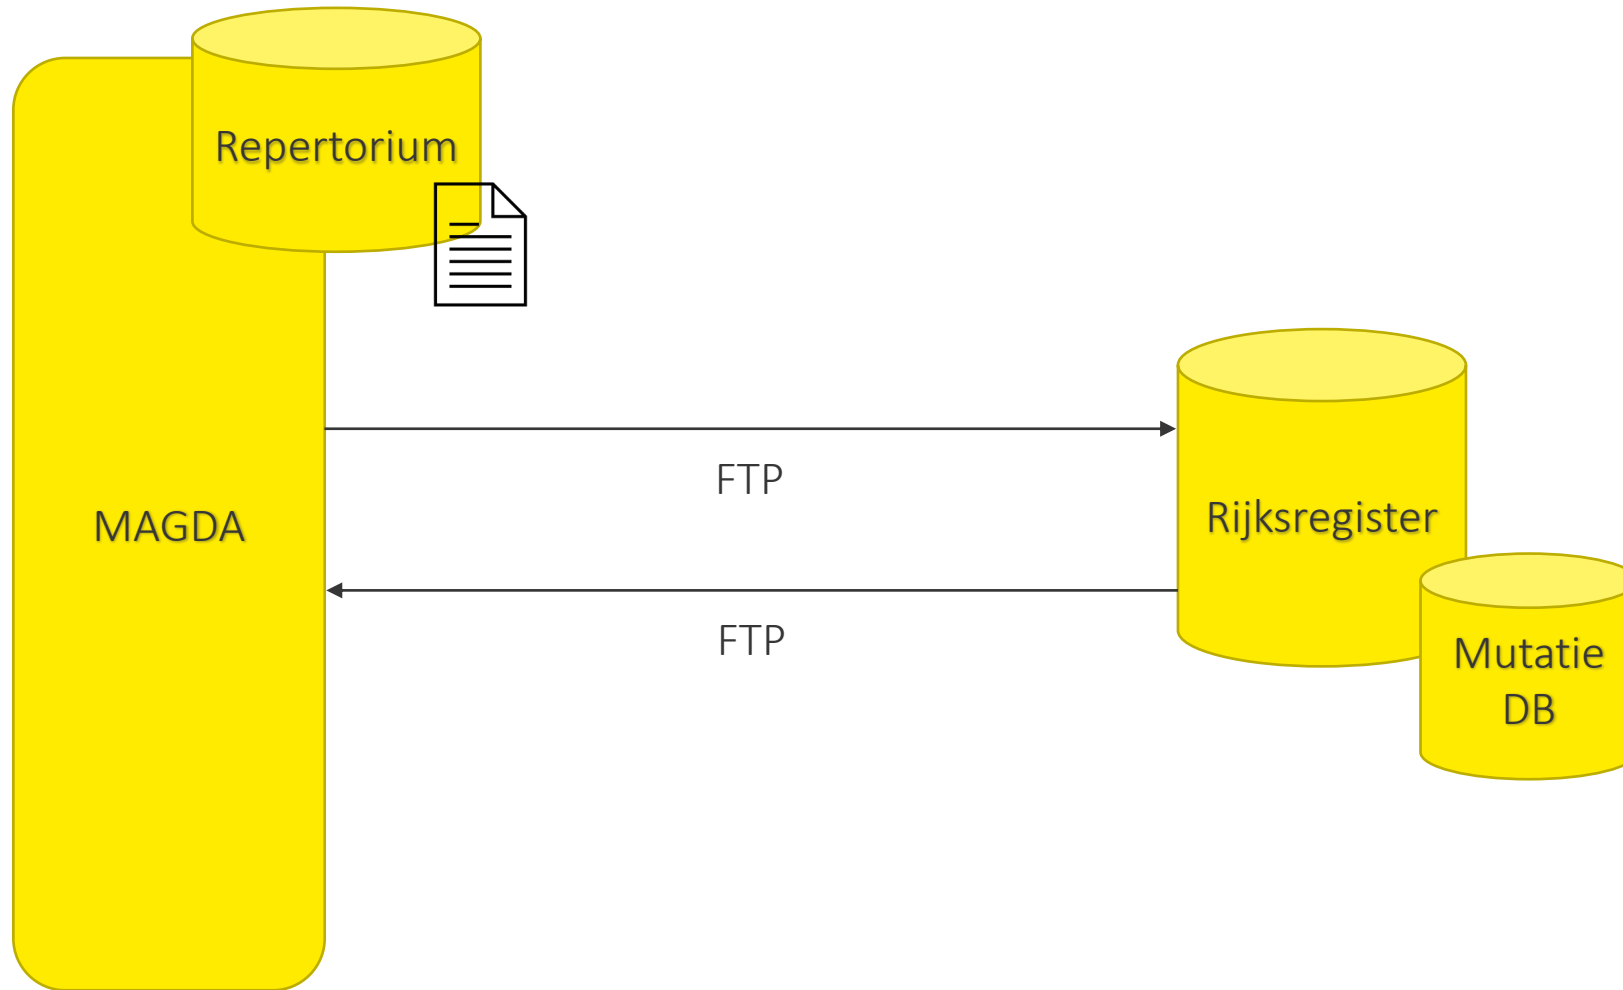 Repertorium
FTP
MAGDA
Rijksregister
FTP
Mutatie
DB